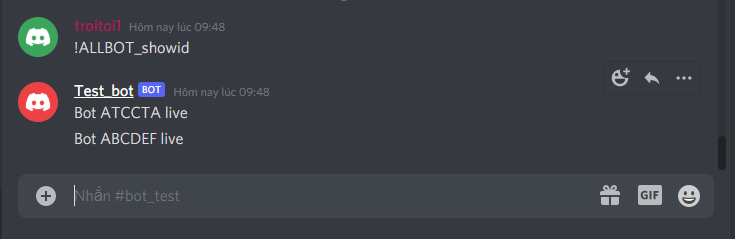 troitoi1 Hôm nay lúc 09:48
!ALLBOT_showid
Test_bot BOT Hôm nay lúc 09:48
Bot ATCCTA live
Bot ABCDEF live
Nhắn #bot_test
GIF